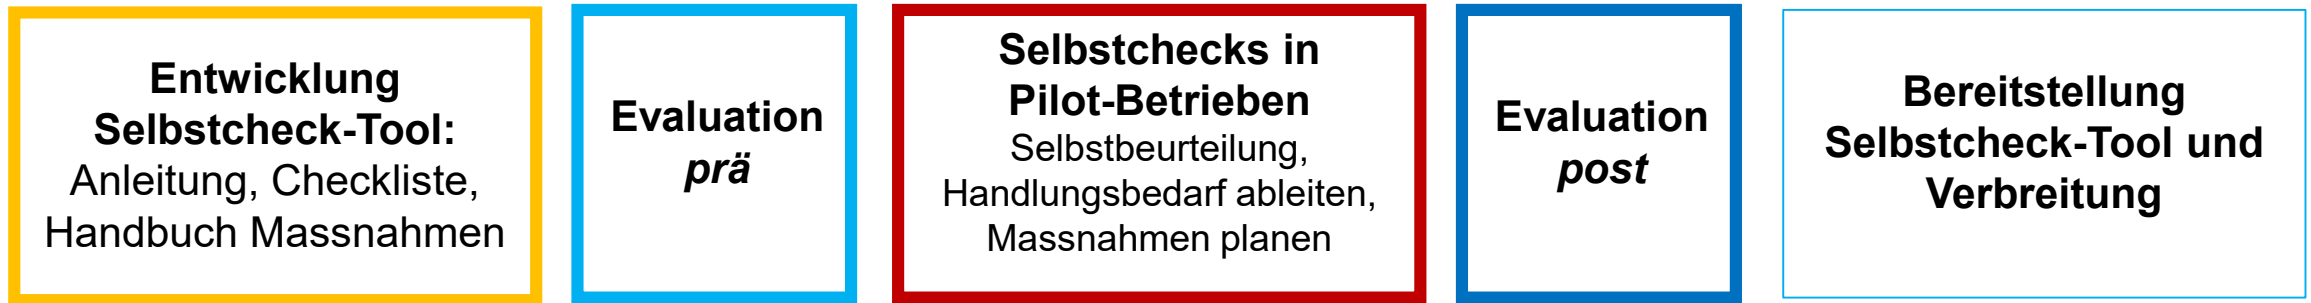 Entwicklung
Selbstcheck-Tool:
Anleitung, Checkliste,
Handbuch Massnahmen
Evaluation
prä
Selbstchecks in
Pilot-Betrieben
Selbstbeurteilung,
Handlungsbedarf ableiten,
Massnahmen planen
Evaluation
post
Bereitstellung
Selbstcheck-Tool und
Verbreitung